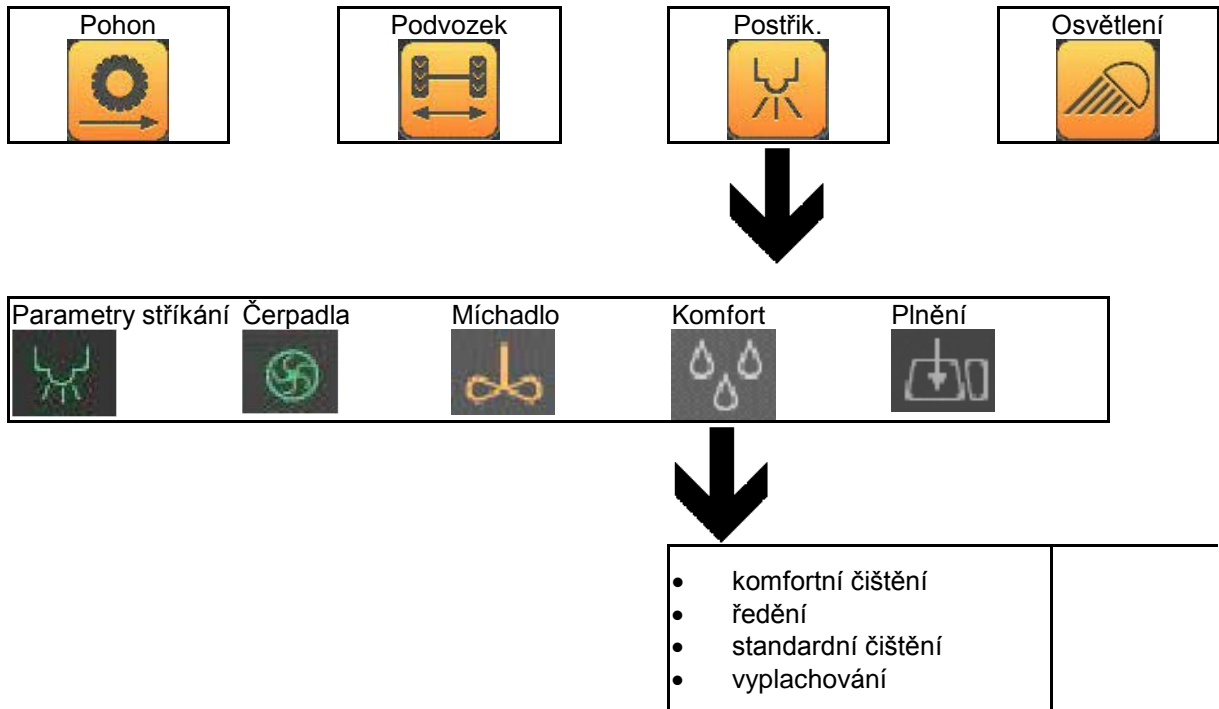 Pohon
Podvozek
Postřik.
Osvětlení
Parametry stříkání Čerpadla Míchadlo Komfort Plnění
• komfortní čištění
• ředění
• standardní čištění
• vyplachování